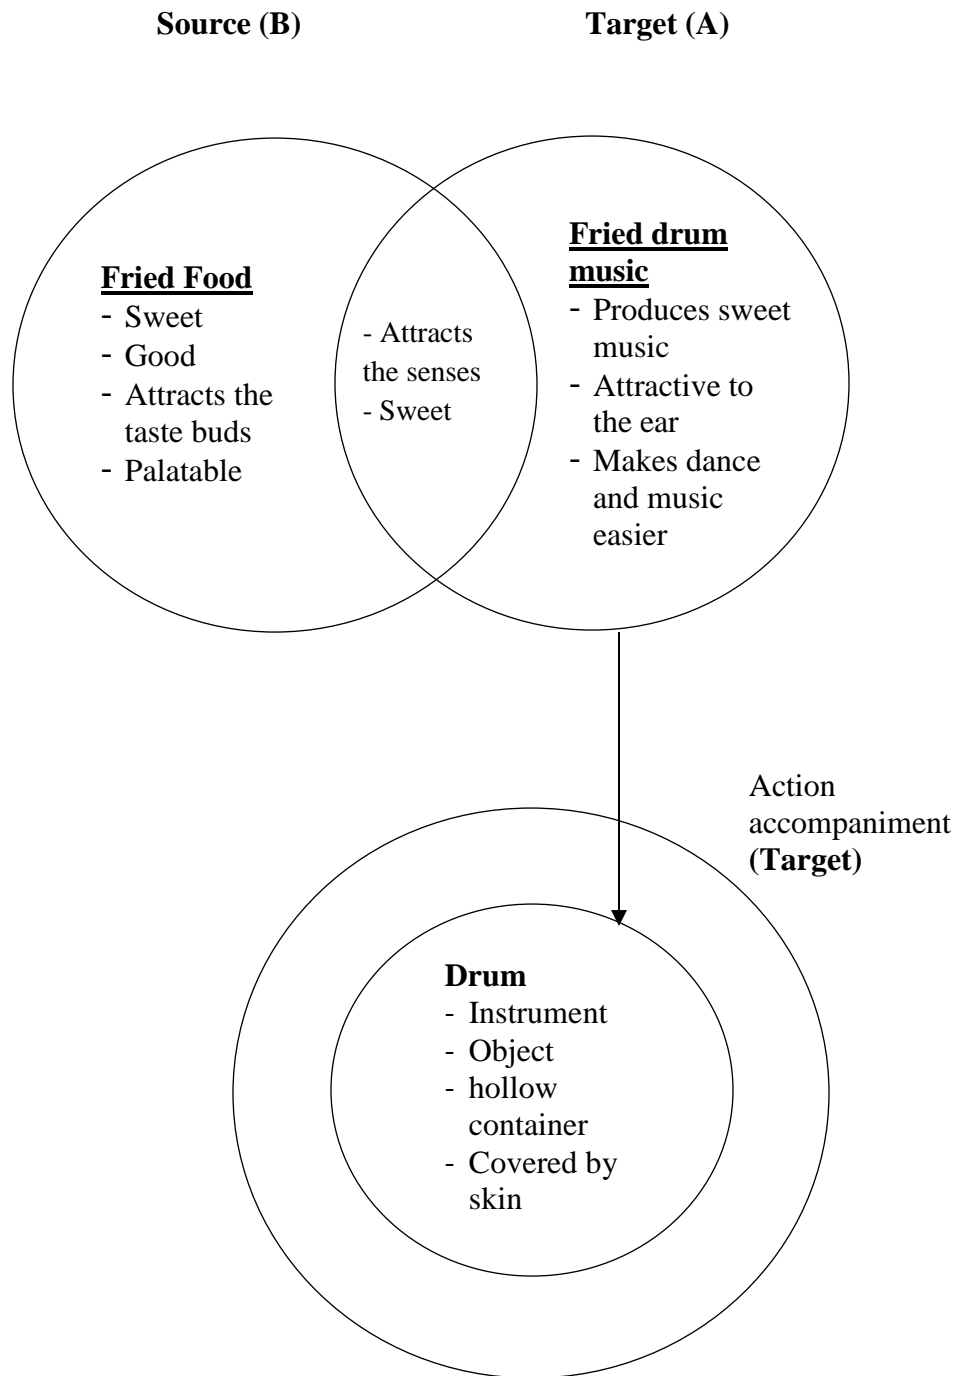 Source (B)
Target (A)
Fried Food
- Sweet
- Good
- Attracts the
taste buds
- Palatable
- Attracts
the senses
- Sweet
Fried drum
music
- Produces sweet
music
- Attractive to
the ear
- Makes dance
and music
easier
Action
accompaniment
(Target)
Drum
- Instrument
- Object
- hollow
container
- Covered by
skin